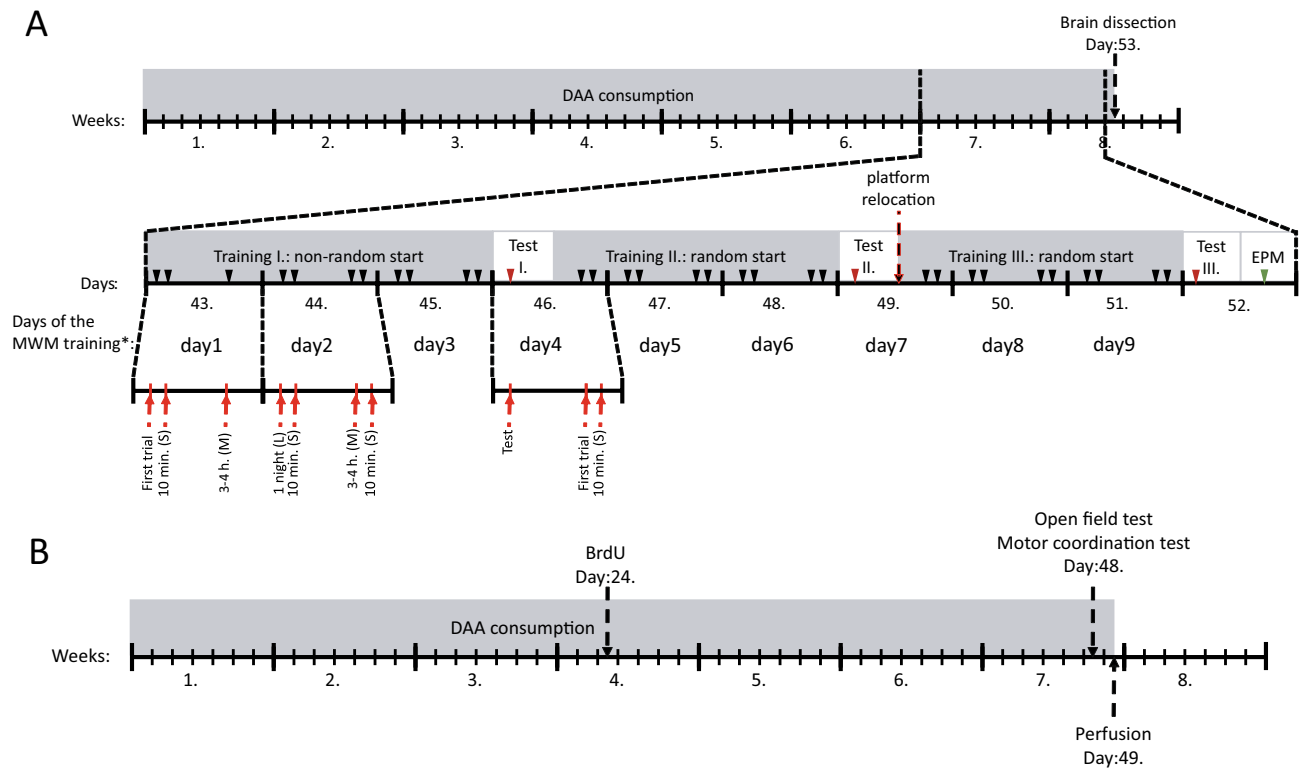 A
Brain dissection
Day:53.
DAA consumption
Weeks:
1. 2. 3. 4. 5. 6. 7. 8.
platform
relocation
Training I.: non-random start
Test
I.
Training II.: random start
Test
II.
Training III.: random start
Test
III.
EPM
Days:
43. 44. 45. 46. 47. 48. 49. 50. 51. 52.
Days of the
MWM training*:
day1 day2 day3 day4 day5 day6 day7 day8 day9
First trial
10 min. (S)
3-4 h. (M)
1 night (L)
10 min. (S)
3-4 h. (M)
10 min. (S)
Test
First trial
10 min. (S)
B
BrdU
Day:24.
Open field test
Motor coordination test
Day:48.
DAA consumption
Weeks:
1. 2. 3. 4. 5. 6. 7. 8.
Perfusion
Day:49.